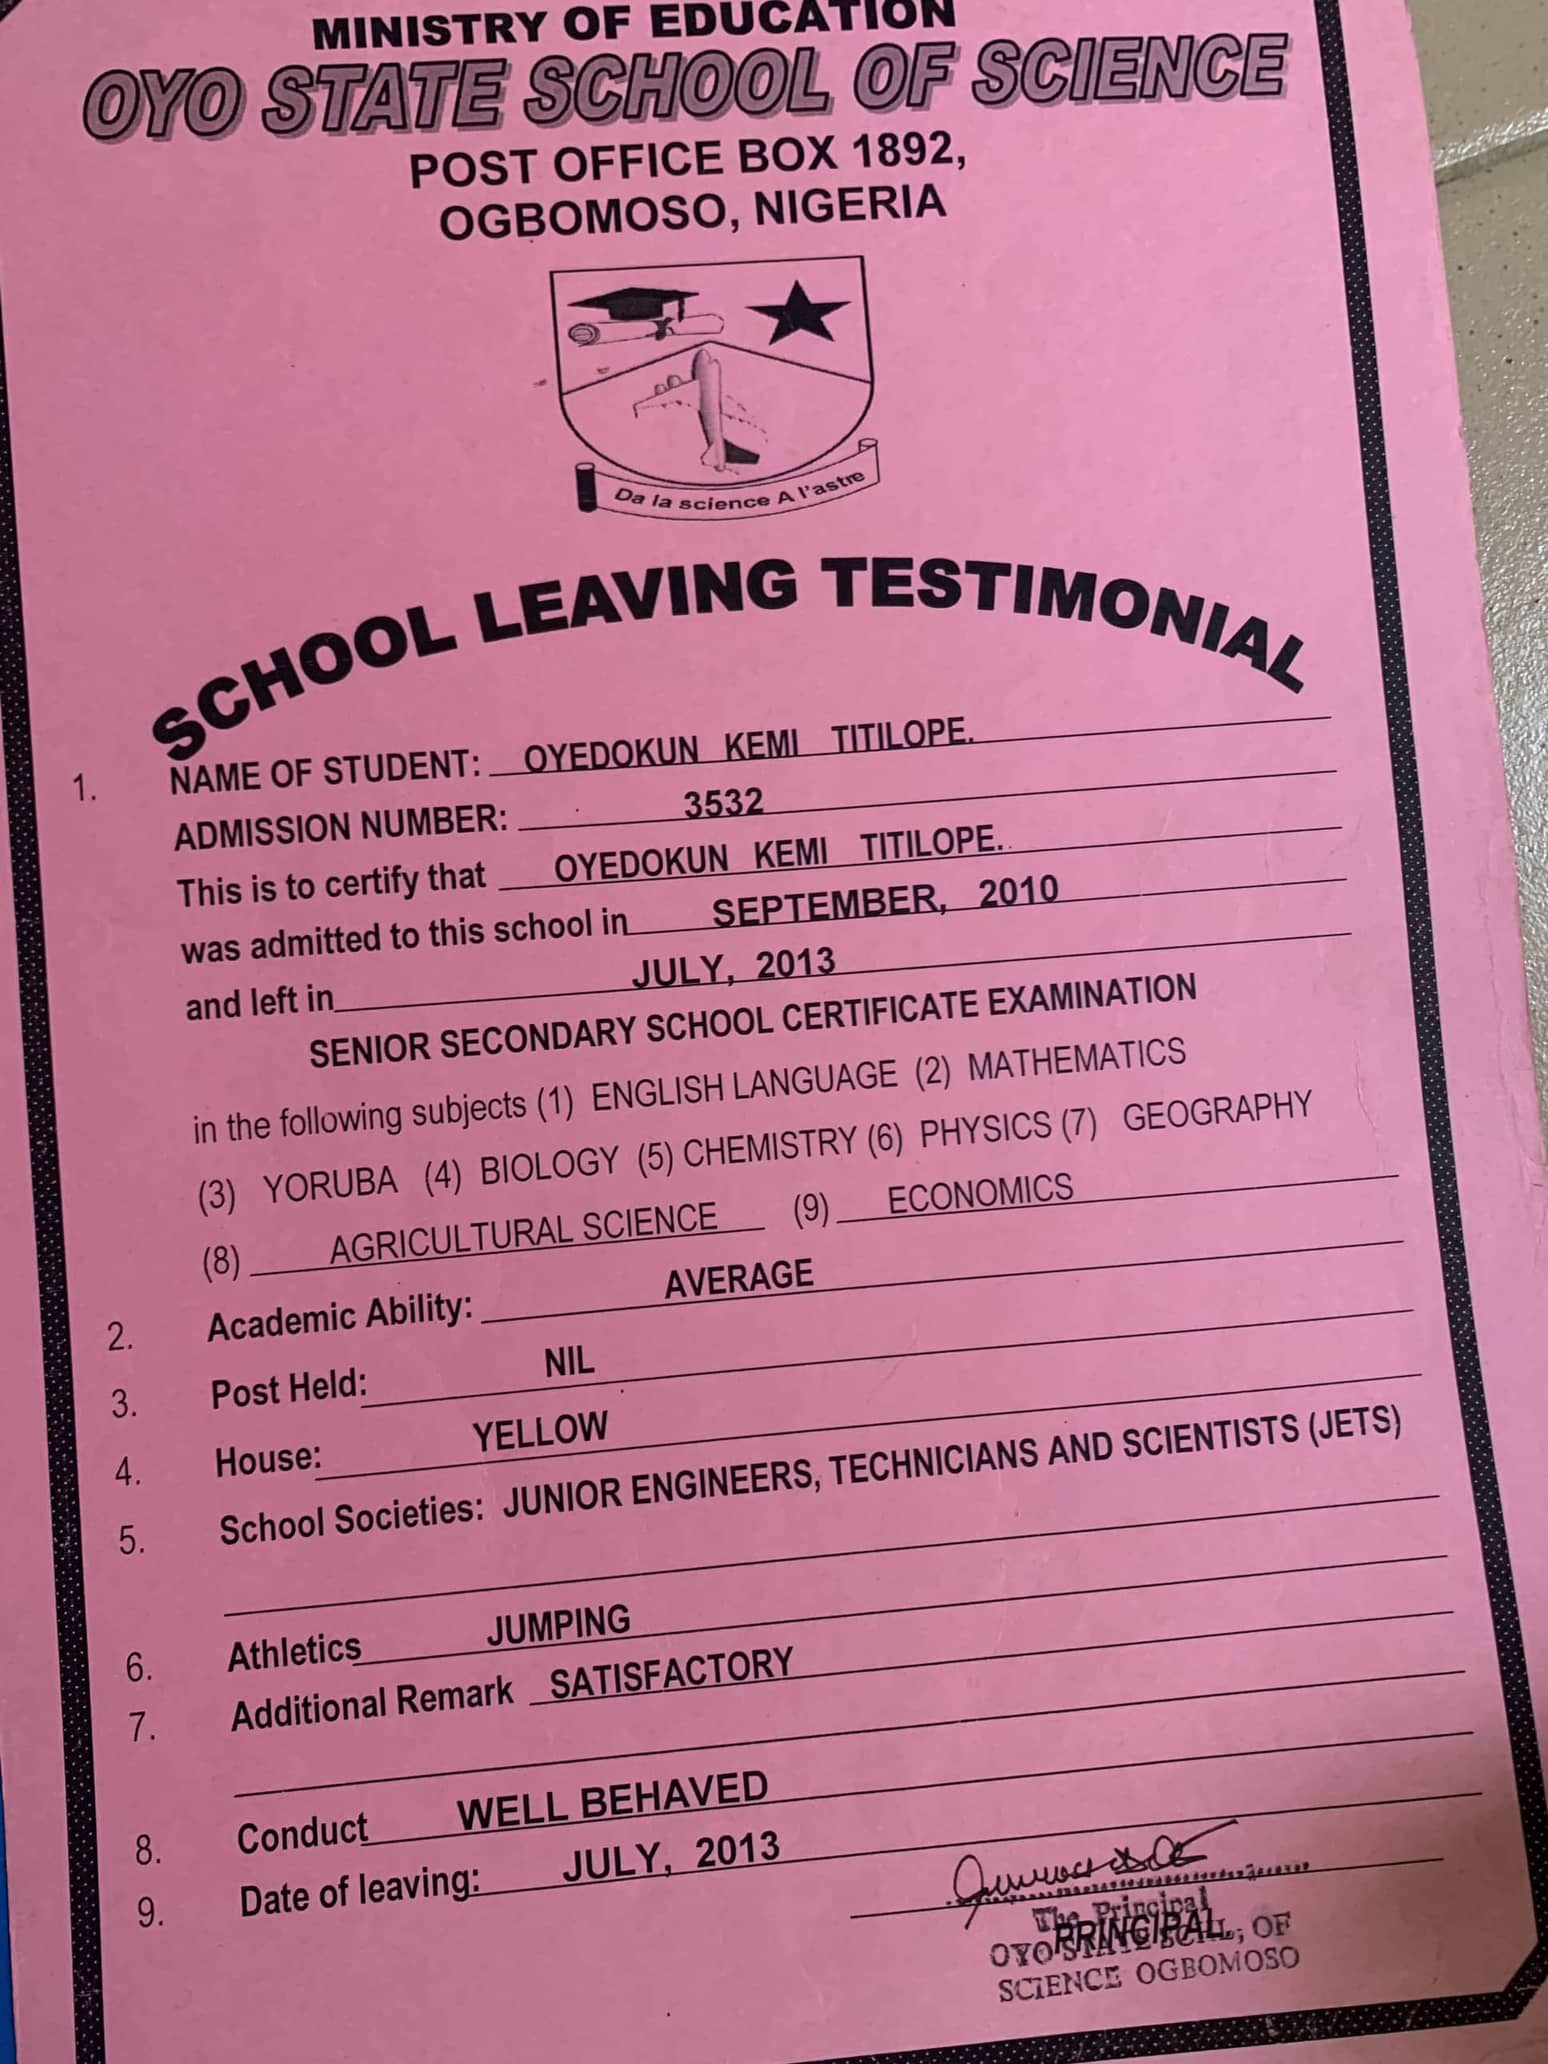 MINISTRY OF EDUCATION
OYO STATE SCHOOL OF SCIENCE
POST OFFICE BOX 1892,
OGBOMOSO, NIGERIA
Da la science A l'astre
SCHOOL LEAVING TESTIMONIAL
1. NAME OF STUDENT: OYEDOKUN KEMI TITILOPE.
ADMISSION NUMBER: 3532
This is to certify that OYEDOKUN KEMI TITILOPE.
was admitted to this school in SEPTEMBER, 2010
and left in JULY, 2013
SENIOR SECONDARY SCHOOL CERTIFICATE EXAMINATION
in the following subjects (1) ENGLISH LANGUAGE (2) MATHEMATICS
(3) YORUBA (4) BIOLOGY (5) CHEMISTRY (6) PHYSICS (7) GEOGRAPHY
(8) AGRICULTURAL SCIENCE (9) ECONOMICS
2. Academic Ability: AVERAGE
3. Post Held: NIL
4. House: YELLOW
5. School Societies: JUNIOR ENGINEERS, TECHNICIANS AND SCIENTISTS (JETS)
6. Athletics JUMPING
7. Additional Remark SATISFACTORY
8. Conduct WELL BEHAVED
9. Date of leaving: JULY, 2013
The Principal
PRINCIPAL
OYO STATE SCHL; OF
SCIENCE OGBOMOSO